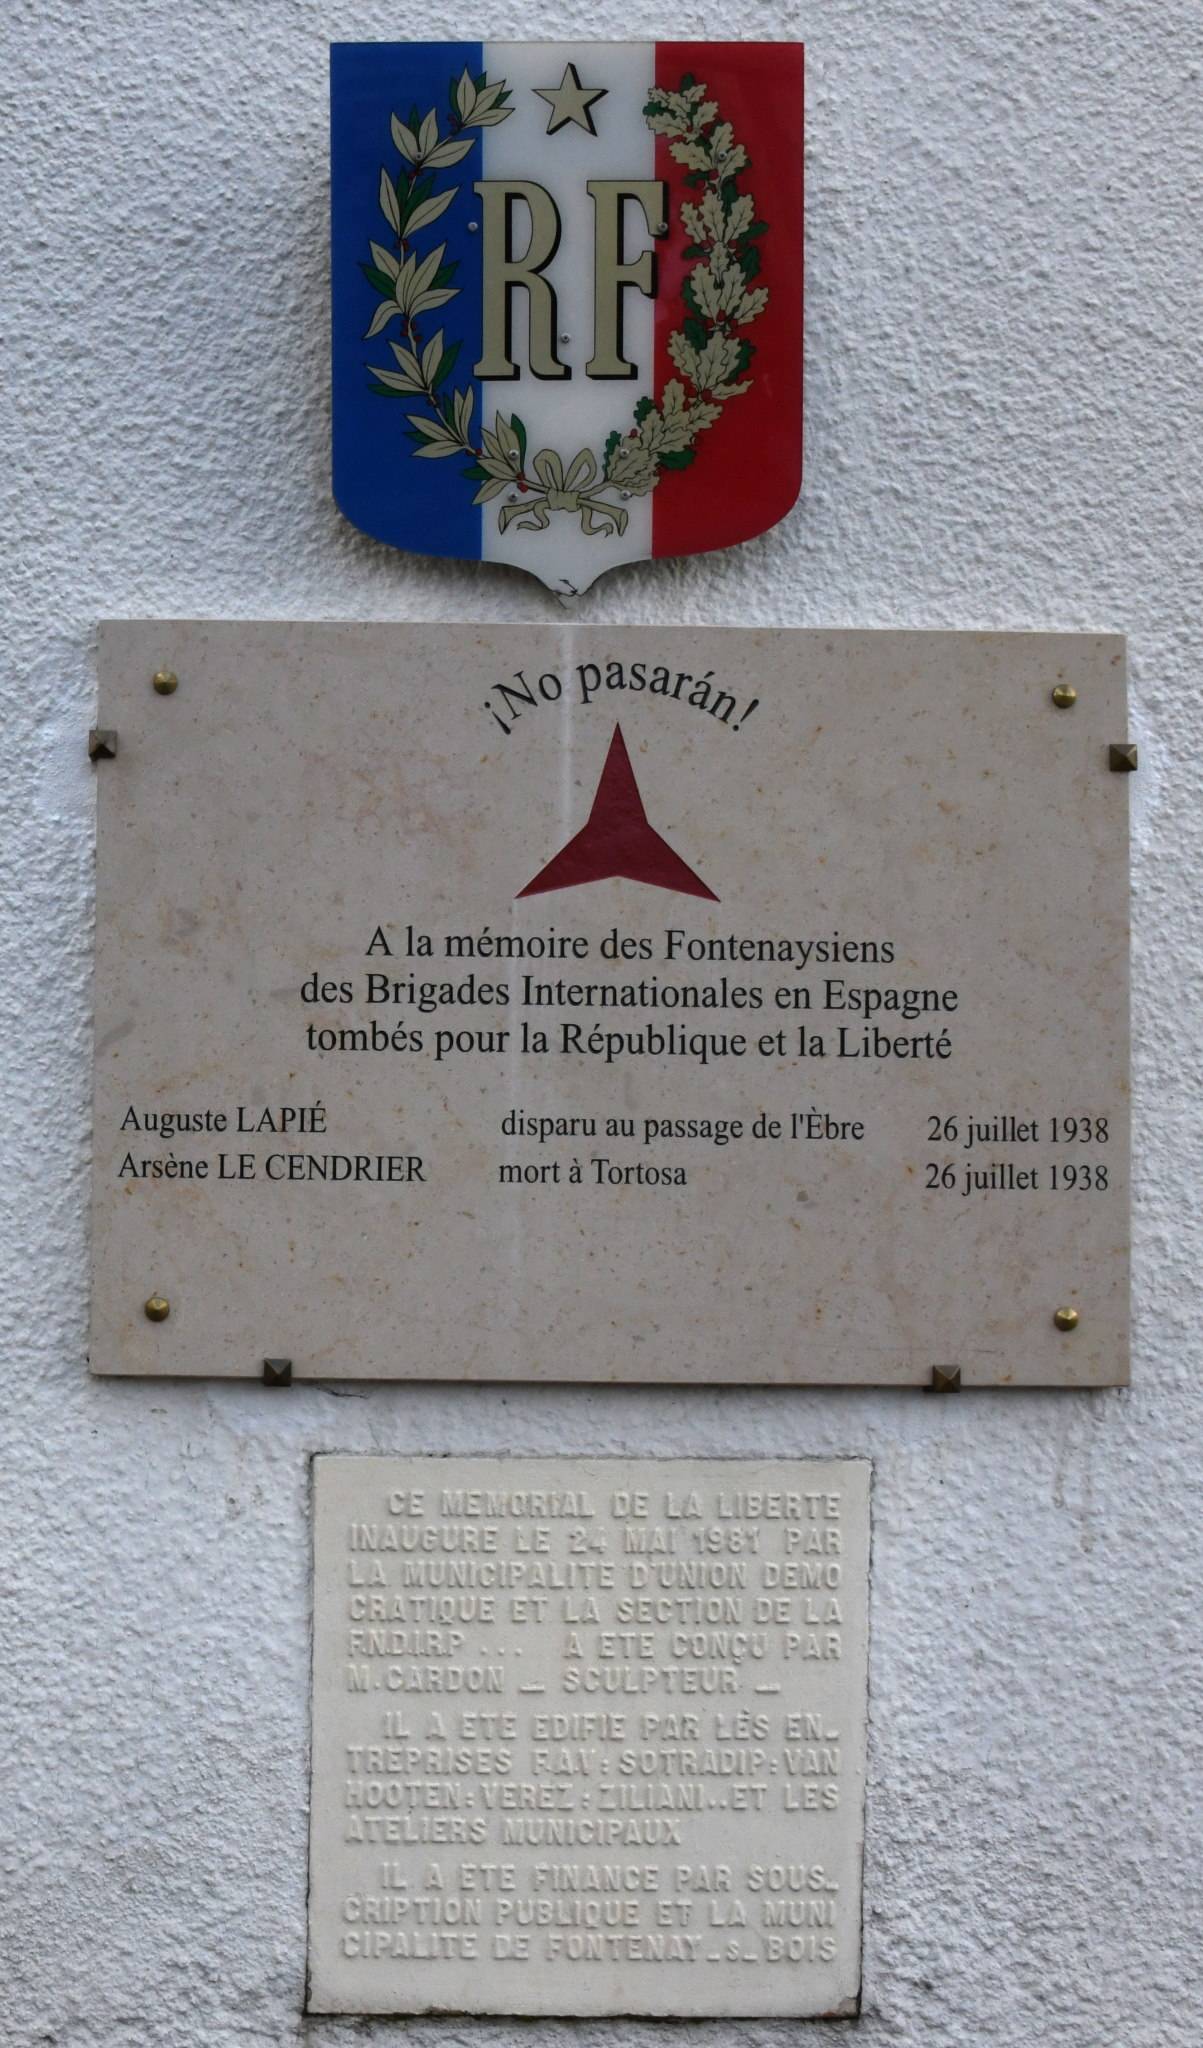 RF
¡No pasarán!
A la mémoire des Fontenaysiens
des Brigades Internationales en Espagne
tombés pour la République et la Liberté
Auguste LAPIÉ disparu au passage de l'Èbre 26 juillet 1938
Arsène LE CENDRIER mort à Tortosa 26 juillet 1938
CE MEMORIAL DE LA LIBERTE
INAUGURE LE 24 MAI 1981 PAR
LA MUNICIPALITE D'UNION DEMO
CRATIQUE ET LA SECTION DE LA
F.N.D.I.R.P ... A ETE CONÇU PAR
M. CARDON _ SCULPTEUR _
IL A ETE EDIFIE PAR LES EN_
TREPRISES F.A.V : SOTRADIP : VAN
HOOTEN : VEREZ : ZILIANI .. ET LES
ATELIERS MUNICIPAUX
IL A ETE FINANCE PAR SOUS_
CRIPTION PUBLIQUE ET LA MUNI
CIPALITE DE FONTENAY _ S _ BOIS